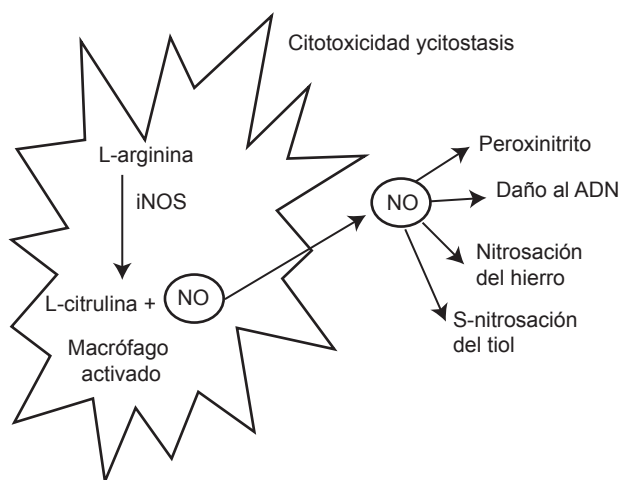 Citotoxicidad ycitostasis
L-arginina
iNOS
L-citrulina +
NO
Macrófago
activado
NO
Peroxinitrito
Daño al ADN
Nitrosación
del hierro
S-nitrosación
del tiol